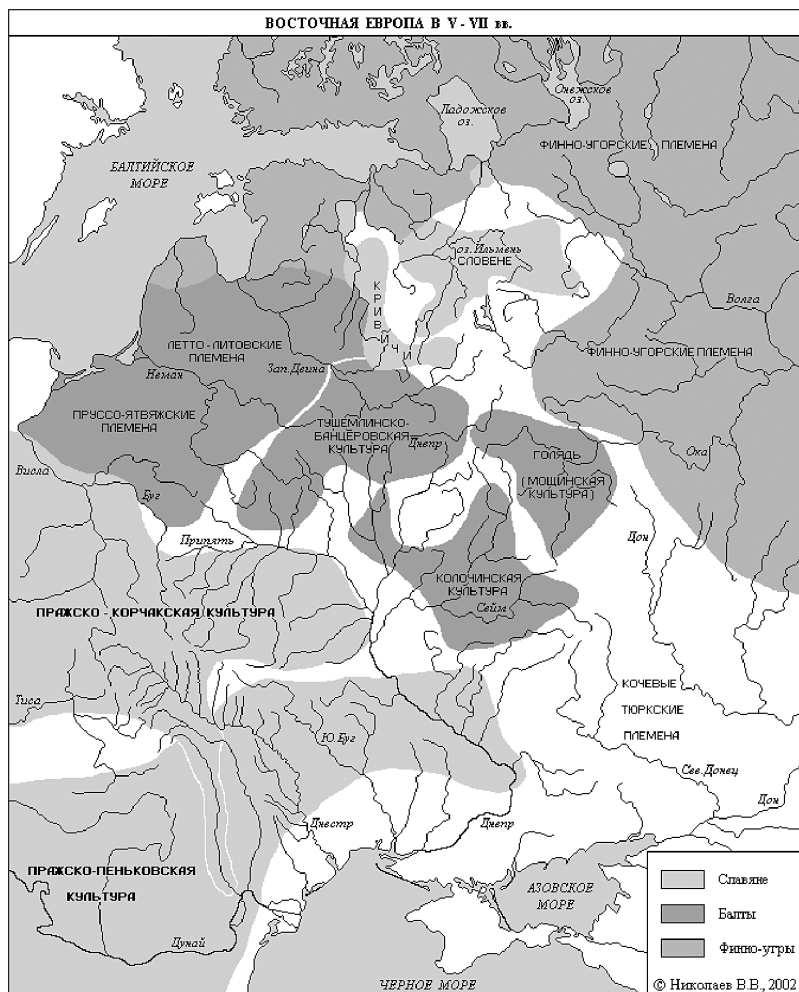 ВОСТОЧНАЯ ЕВРОПА В V - VII вв.
Ладожское
оз.
Онежское
оз.
ФИННО-УГОРСКИЕ ПЛЕМЕНА
БАЛТИЙСКОЕ
МОРЕ
оз. Ильмень
СЛОВЕНЕ
КРИВИЧИ
Волга
ЛЕТТО-ЛИТОВСКИЕ
ПЛЕМЕНА
ФИННО-УГОРСКИЕ ПЛЕМЕНА
Неман
Зап. Двина
ПРУССО-ЯТВЯЖСКИЕ
ПЛЕМЕНА
ТУШЕМЛИНСКО-
БАНЦЕРОВСКАЯ
КУЛЬТУРА
Днепр
ГОЛЯДЬ
(МОЩИНСКАЯ
КУЛЬТУРА)
Ока
Висла
Буг
Припять
Дон
КОЛОЧИНСКАЯ
КУЛЬТУРА
Сейм
ПРАЖСКО - КОРЧАКСКАЯ КУЛЬТУРА
Тиса
КОЧЕВЫЕ
ТЮРКСКИЕ
ПЛЕМЕНА
Ю. Буг
Сев. Донец
Дон
Днестр
Днепр
ПРАЖСКО-ПЕНЬКОВСКАЯ
КУЛЬТУРА
АЗОВСКОЕ
МОРЕ
Дунай
ЧЕРНОЕ МОРЕ
Славяне
Балты
Финно-угры
© Николаев В.В., 2002